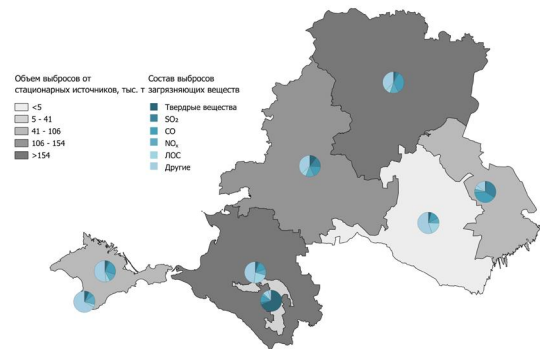 Объем выбросов от
стационарных источников, тыс. т
<5
5 - 41
41 - 106
106 - 154
>154
Состав выбросов
загрязняющих веществ
Твердрые вещества
SO₂
CO
NOₓ
ЛОС
Другие